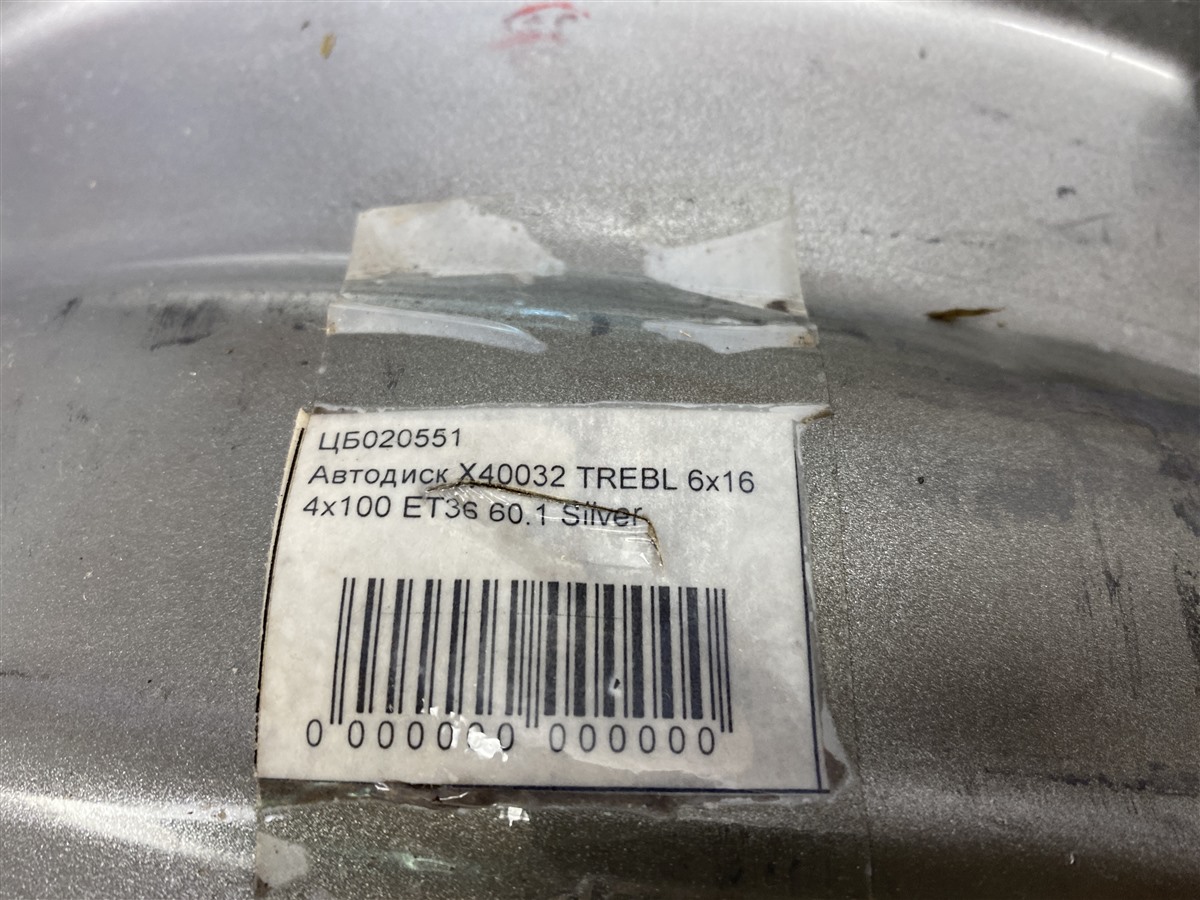 ЦБ020551
Автодиск X40032 TREBL 6x16
4x100 ET36 60.1 Silver
0 000000 000000